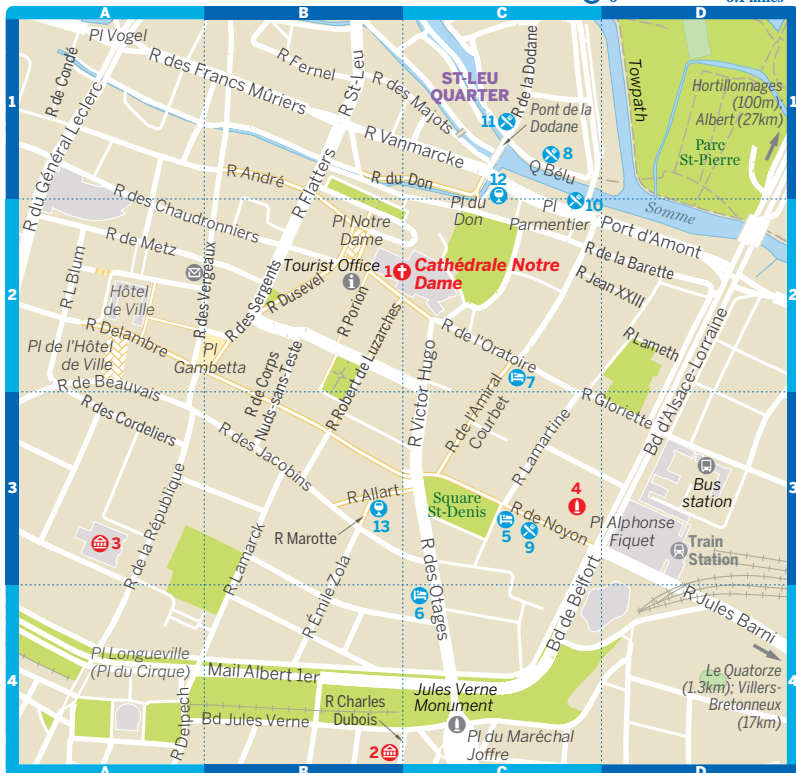 0
0.1 miles
A
B
C
D
Pl Vogel
R de Condé
R du Général Leclerc
R des Francs Mûriers
R Fernel
R St-Leu
R des Majots
R Vanmarcke
ST-LEU
QUARTER
R de la Dodane
Pont de la
Dodane
Towpath
Hortillonnages
(100m);
Albert (27km)
Parc
St-Pierre
1
1
11
8
Q Bélu
R du Don
12
10
R André
R des Chaudronniers
R Flatters
Pl Notre
Dame
Pl du
Don
Pl
Parmentier
Somme
Port d'Amont
R de Metz
R des Vergeaux
R des Sergents
Tourist Office
R Dusevel
1
Cathédrale Notre
Dame
R de la Barette
R Jean XXIII
R L Blum
Hôtel
de Ville
2
2
R Porion
R Robert de Luzarches
R Delambre
Pl de l'Hôtel
de Ville
Pl
Gambetta
R de Corps
Nuds-sans-Teste
R Victor Hugo
R de l'Oratoire
R Lameth
7
R de Beauvais
R des Cordeliers
R des Jacobins
R de l'Amiral
Courbet
R Lamartine
R Gloriette
Bd d'Alsace-Lorraine
Bus
station
3
3
R Allart
Square
St-Denis
R de Noyon
4
R Marotte
13
5
9
Pl Alphonse
Fiquet
Train
Station
3
R de la République
R Lamarck
R Émile Zola
R des Otages
6
Bd de Belfort
R Jules Barni
Pl Longueville
(Pl du Cirque)
Mail Albert 1er
4
4
Le Quatorze
(1.3km); Villers-
Bretonneux
(17km)
R Delpech
Bd Jules Verne
R Charles
Dubois
Jules Verne
Monument
Pl du Maréchal
Joffre
2
A
B
C
D